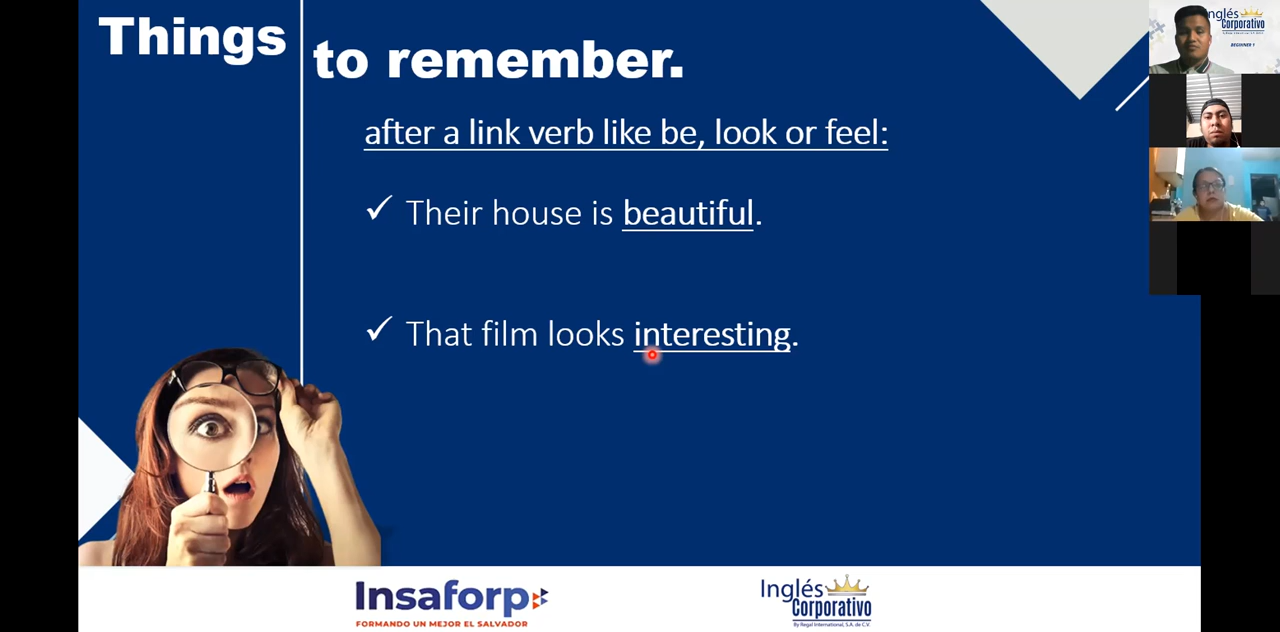 Things
to remember.
after a link verb like be, look or feel:
✓ Their house is beautiful.
✓ That film looks interesting.
Insaforp
FORMANDO UN MEJOR EL SALVADOR
Inglés
Corporativo
By Regal International, S.A. de C.V.
Inglés
Corporativo
BEGINNER 1